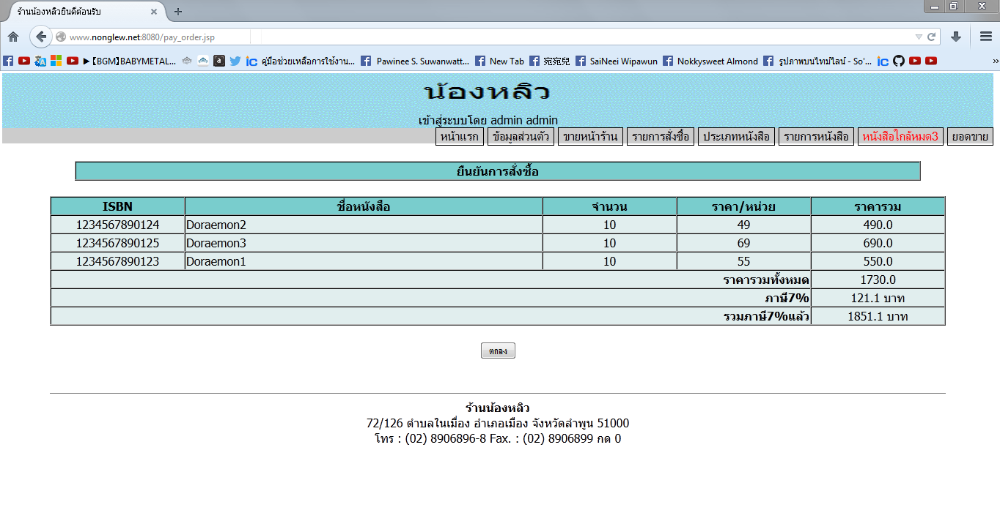 ร้านน้องหลิวยินดีต้อนรับ
www.nonglew.net:8080/pay_order.jsp
►【BGM】BABYMETAL... a ic คู่มือช่วยเหลือการใช้งาน... Pawinee S. Suwanwatt... New Tab 宛宛兒 SaiNeei Wipawun Nokkysweet Almond รูปภาพบนไทม์ไลน์ - So'... ic »
น้องหลิว
เข้าสู่ระบบโดย admin admin
หน้าแรก ข้อมูลส่วนตัว ขายหน้าร้าน รายการสั่งซื้อ ประเภทหนังสือ รายการหนังสือ หนังสือใกล้หมด3 ยอดขาย
ยืนยันการสั่งซื้อ
ISBN ชื่อหนังสือ จำนวน ราคา/หน่วย ราคารวม
1234567890124 Doraemon2 10 49 490.0
1234567890125 Doraemon3 10 69 690.0
1234567890123 Doraemon1 10 55 550.0
ราคารวมทั้งหมด 1730.0
ภาษี7% 121.1 บาท
รวมภาษี7%แล้ว 1851.1 บาท
ตกลง
ร้านน้องหลิว
72/126 ตำบลในเมื่อง อำเภอเมือง จังหวัดลำพูน 51000
โทร : (02) 8906896-8 Fax. : (02) 8906899 กด 0